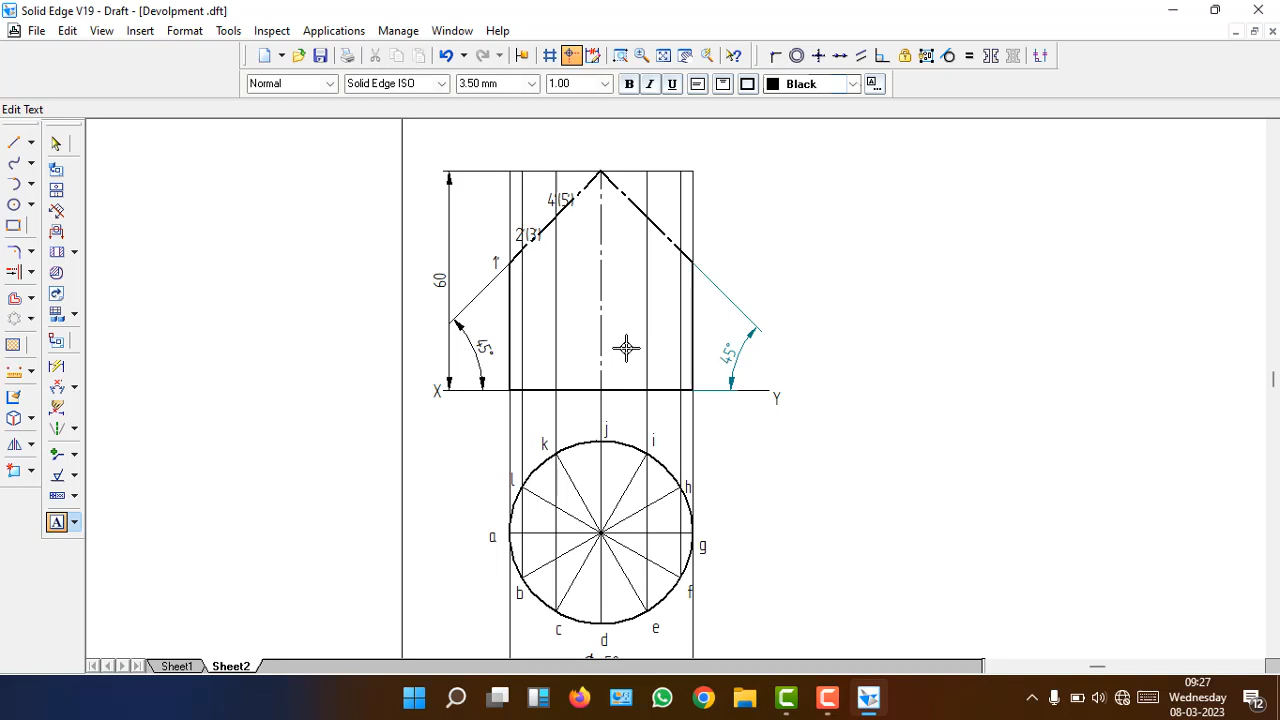 Solid Edge V19 - Draft - [Devolpment .dft]
File Edit View Insert Format Tools Inspect Applications Manage Window Help
Normal Solid Edge ISO 3.50 mm 1.00 B I U Black A
Edit Text
4'(5')
2'(3')
1'
60
45°
45°
X
Y
j
k
i
l
h
a
g
b
f
c
e
d
Sheet1 Sheet2
09:27
Wednesday
08-03-2023
12